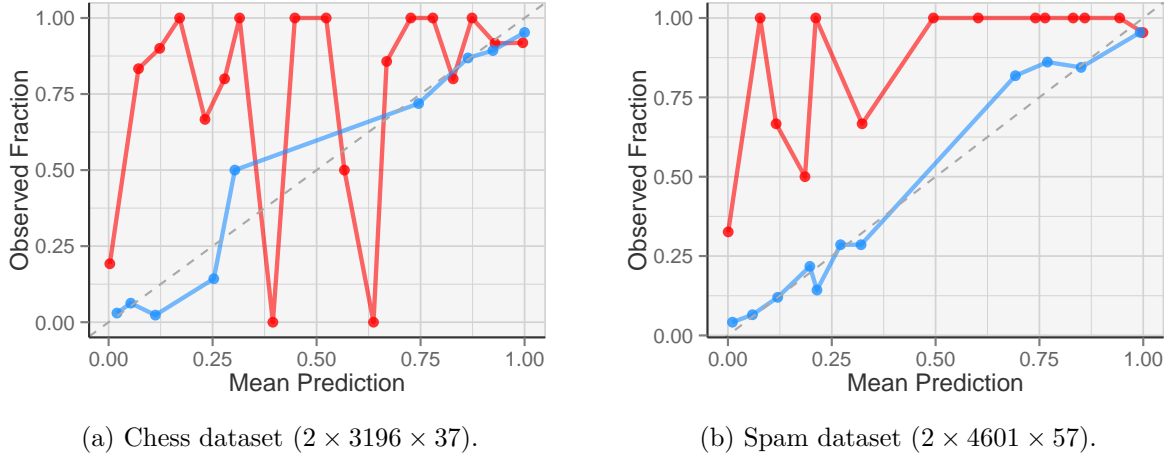 1.00
0.75
0.50
0.25
0.00
Observed Fraction
0.00 0.25 0.50 0.75 1.00
Mean Prediction
(a) Chess dataset (2 × 3196 × 37).
1.00
0.75
0.50
0.25
0.00
Observed Fraction
0.00 0.25 0.50 0.75 1.00
Mean Prediction
(b) Spam dataset (2 × 4601 × 57).